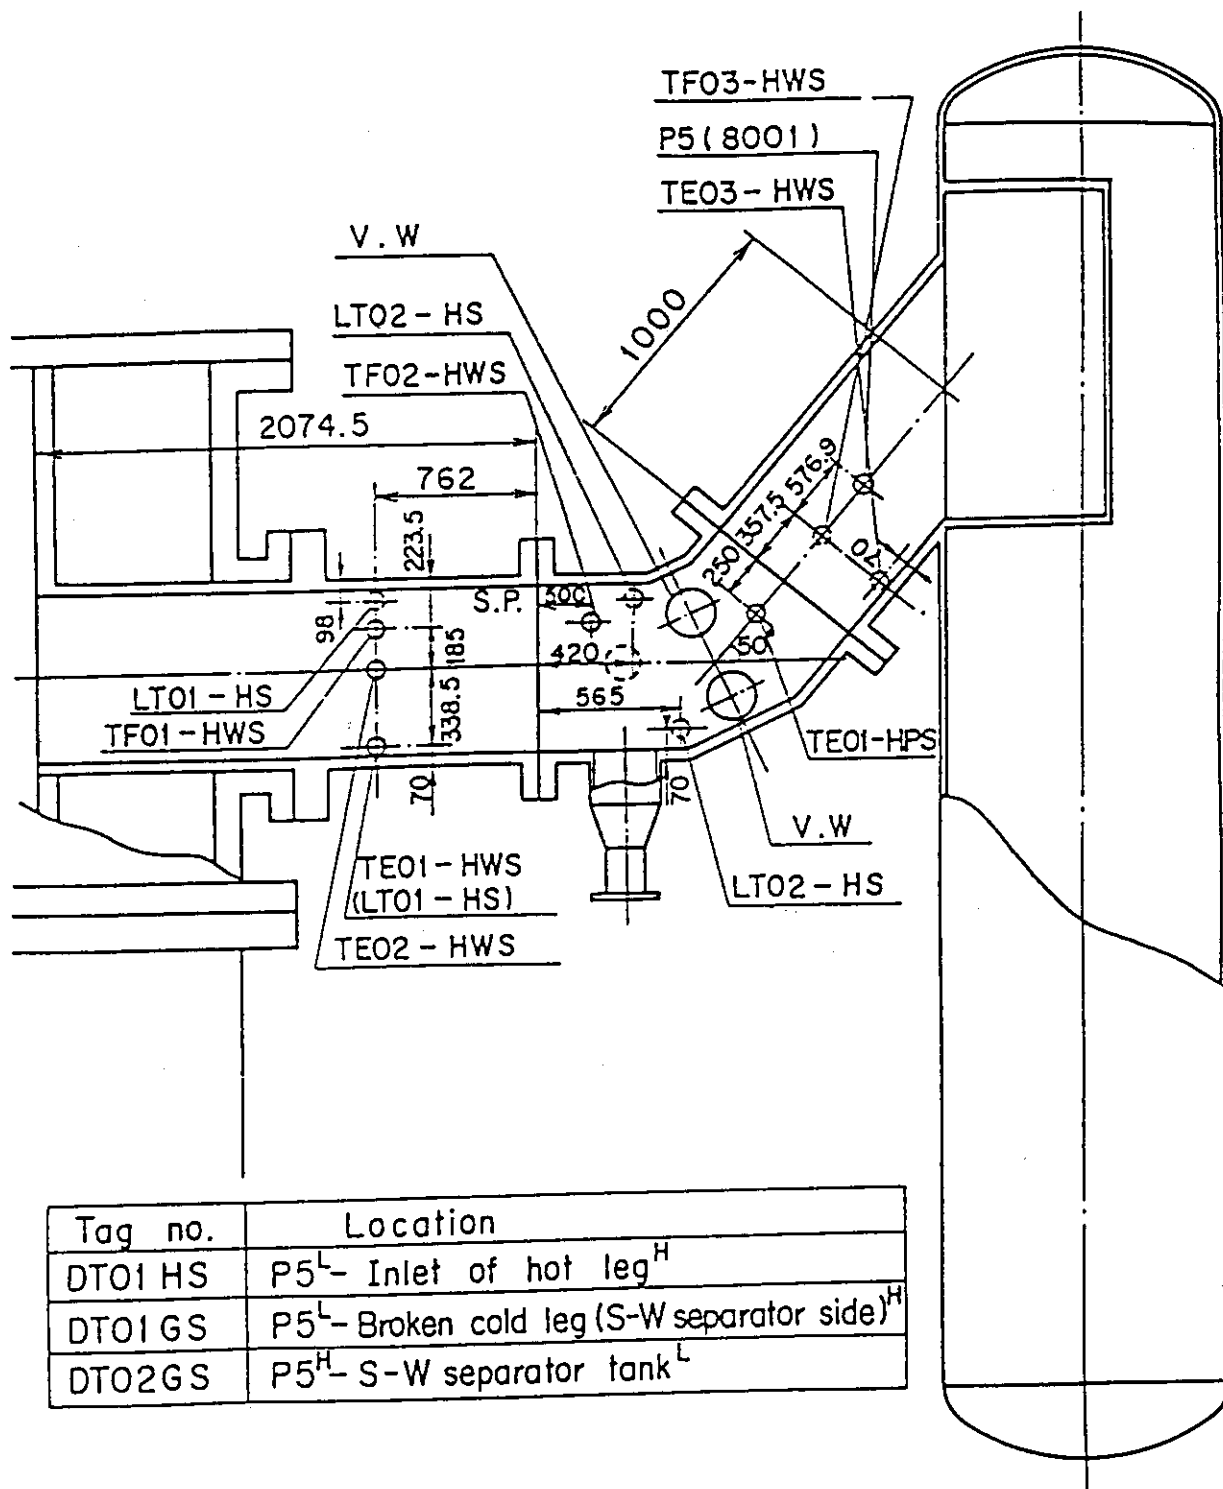 TF03-HWS
P5(8001)
TE03-HWS
V.W
LT02-HS
TF02-HWS
1000
2074.5
762
223.5
576.9
357.5
250
70
S.P.
98
185
420
50
565
338.5
LT01-HS
TF01-HWS
TE01-HPS
70
70
V.W
TE01-HWS
(LT01-HS)
LT02-HS
TE02-HWS
Tag no. Location
DT01 HS P5L- Inlet of hot legH
DT01GS P5L- Broken cold leg (S-W separator side)H
DT02GS P5H- S-W separator tankL